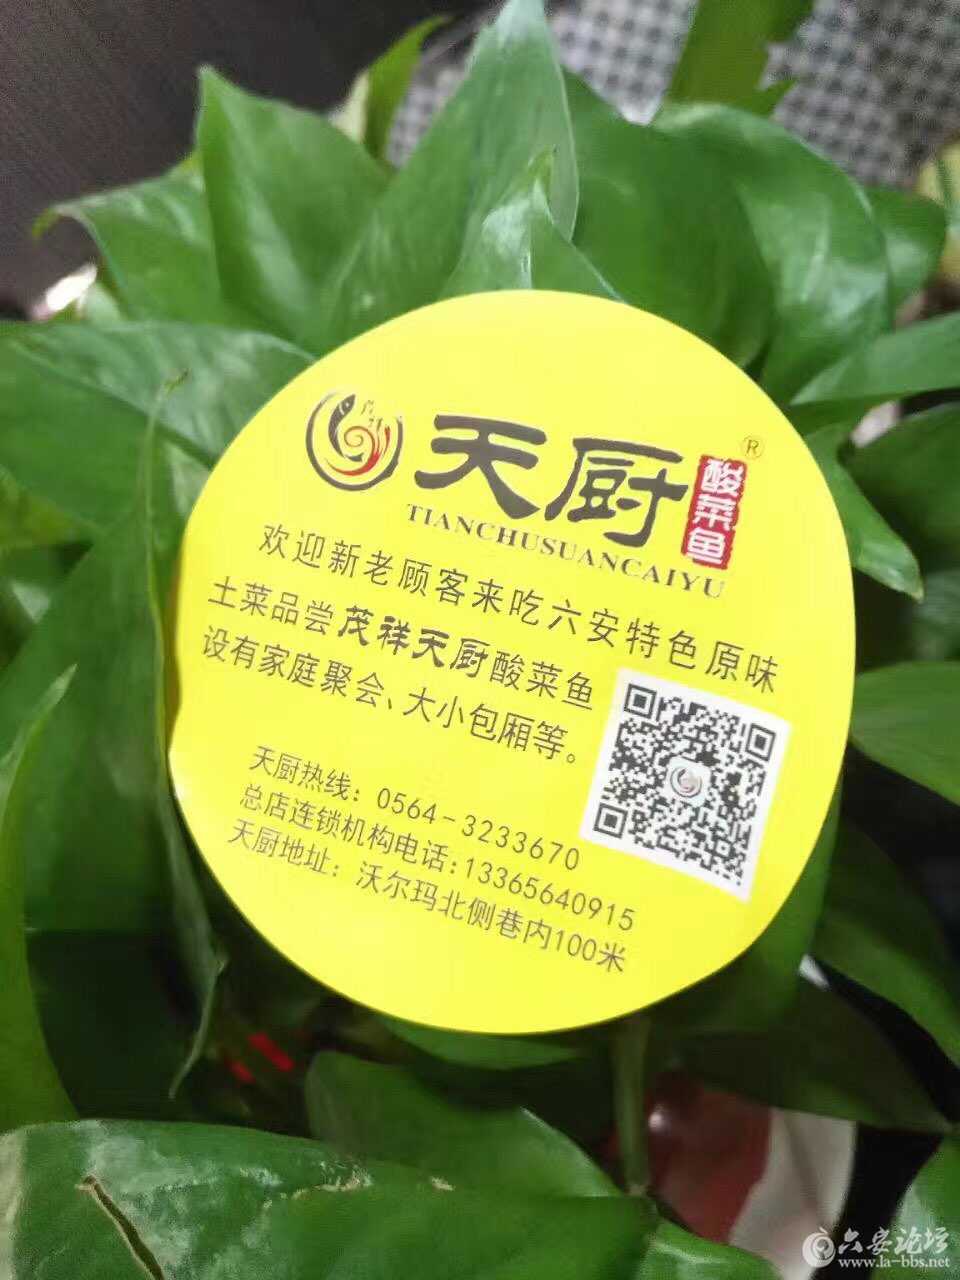 天厨®
酸菜鱼
TIANCHUSUANCAIYU
欢迎新老顾客来吃六安特色原味
土菜品尝茂祥天厨酸菜鱼
设有家庭聚会、大小包厢等。
天厨热线：0564-3233670
总店连锁机构电话:13365640915
天厨地址：沃尔玛北侧巷内100米
六安论坛
www.la-bbs.net